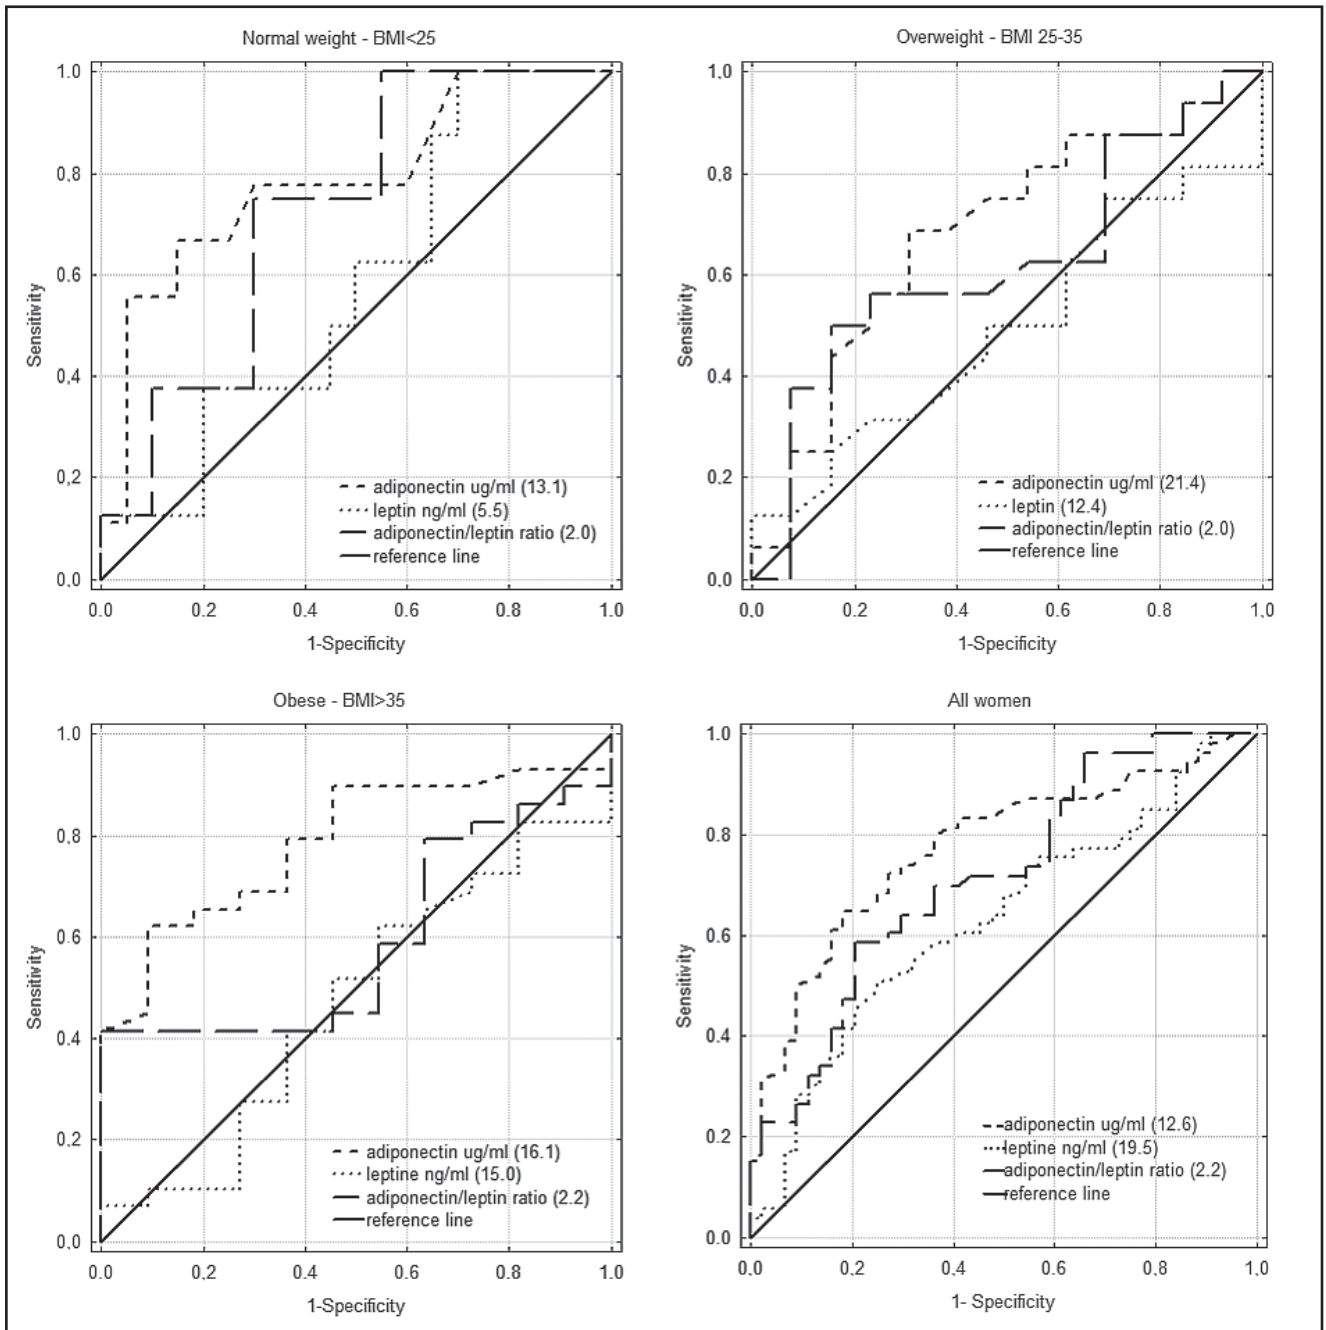 Normal weight - BMI<25
1.0
0.8
0.6
0.4
0.2
0.0
Sensitivity
adiponectin ug/ml (13.1)
leptin ng/ml (5.5)
adiponectin/leptin ratio (2.0)
reference line
0.0 0.2 0.4 0.6 0.8 1.0
1-Specificity
Overweight - BMI 25-35
1.0
0.8
0.6
0.4
0.2
0.0
Sensitivity
adiponectin ug/ml (21.4)
leptin (12.4)
adiponectin/leptin ratio (2.0)
reference line
0.0 0.2 0.4 0.6 0.8 1.0
1-Specificity
Obese - BMI>35
1.0
0.8
0.6
0.4
0.2
0.0
Sensitivity
adiponectin ug/ml (16.1)
leptine ng/ml (15.0)
adiponectin/leptin ratio (2.2)
reference line
0.0 0.2 0.4 0.6 0.8 1.0
1-Specificity
All women
1.0
0.8
0.6
0.4
0.2
0.0
Sensitivity
adiponectin ug/ml (12.6)
leptine ng/ml (19.5)
adiponectin/leptin ratio (2.2)
reference line
0.0 0.2 0.4 0.6 0.8 1.0
1- Specificity